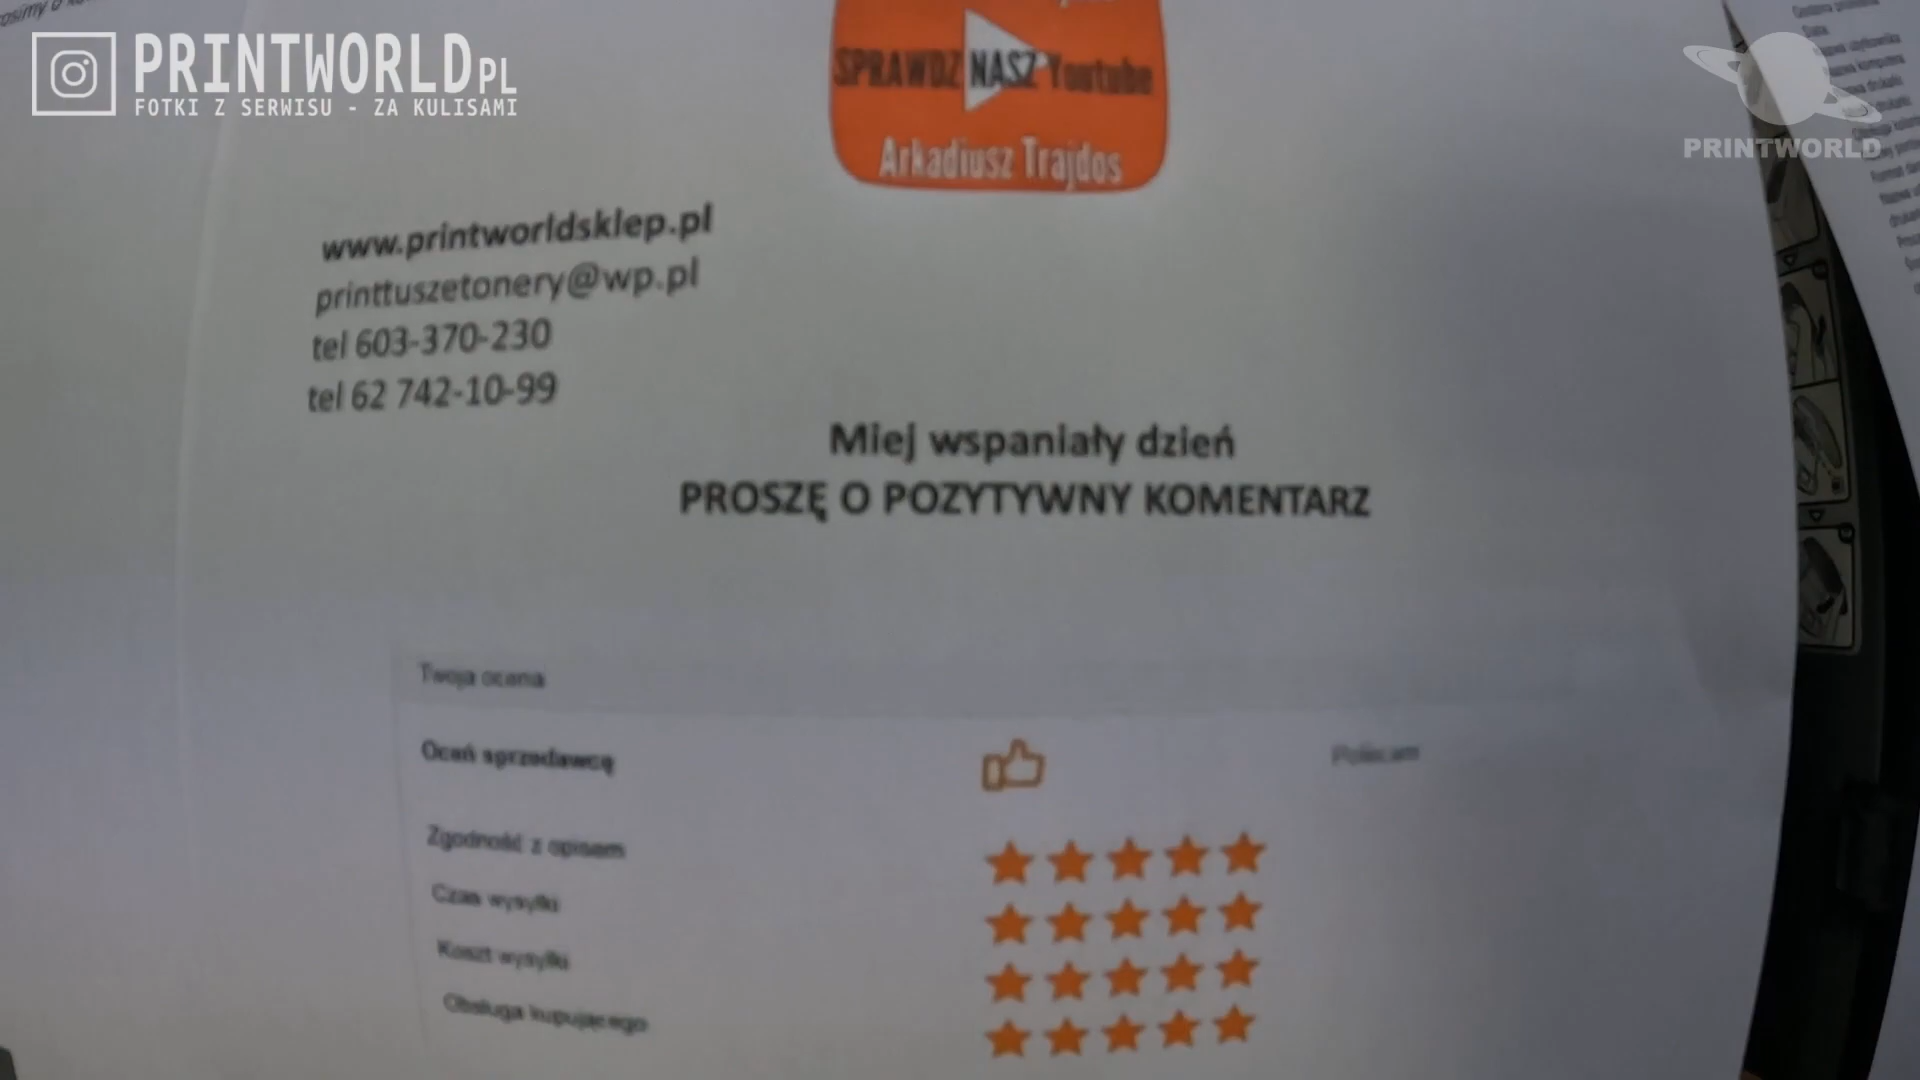 PRINTWORLD.PL
FOTKI Z SERWISU - ZA KULISAMI
PRINTWORLD
SPRAWDZ NASZ Youtube
Arkadiusz Trajdos
www.printworldsklep.pl
printtuszetonery@wp.pl
tel 603-370-230
tel 62 742-10-99
Miej wspaniały dzień
PROSZĘ O POZYTYWNY KOMENTARZ
Twoja ocena
Oceń sprzedawcę
Polecam
Zgodność z opisem
Czas wysyłki
Koszt wysyłki
Obsługa kupującego